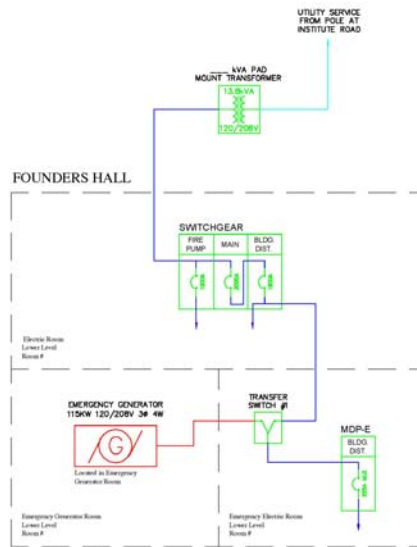 UTILITY SERVICE
FROM POLE AT
INSTITUTE ROAD
___ kVA PAD
MOUNT TRANSFORMER
13.8kVA
120/208V
FOUNDERS HALL
SWITCHGEAR
FIRE
PUMP
MAIN
BLDG.
DIST.
Electric Room
Lower Level
Room #
EMERGENCY GENERATOR
115KW 120/208V 3Φ 4W
G
Located in Emergency
Generator Room
TRANSFER
SWITCH #1
MDP-E
BLDG.
DIST.
Emergency Generator Room
Lower Level
Room #
Emergency Electric Room
Lower Level
Room #